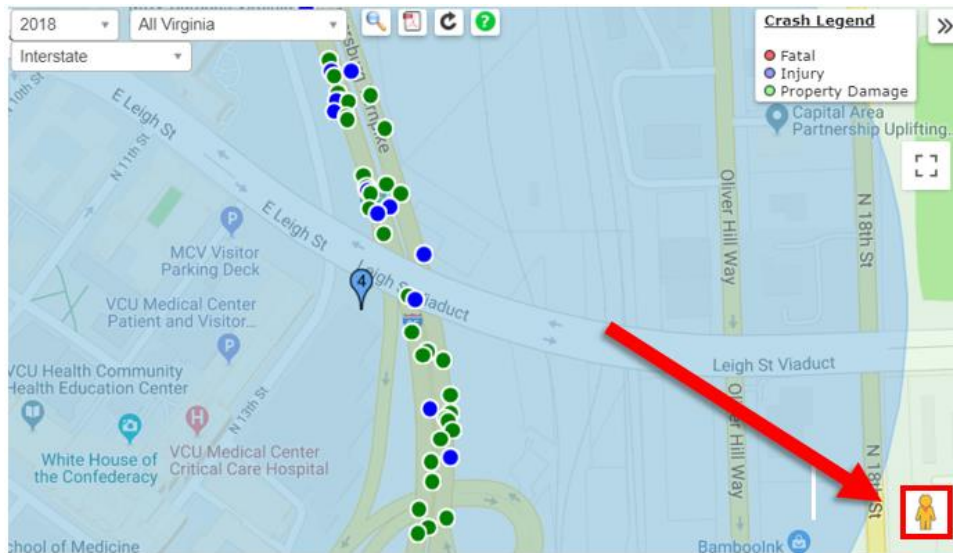 2018
All Virginia
Interstate
Crash Legend
Fatal
Injury
Property Damage
Capital Area
Partnership Uplifting...
N 10th St
E Leigh St
N 11th St
E Leigh St
Leigh St Viaduct
Oliver Hill Way
N 18th St
MCV Visitor
Parking Deck
4
VCU Medical Center
Patient and Visitor...
VCU Health Community
Health Education Center
N 13th St
White House of
the Confederacy
VCU Medical Center
Critical Care Hospital
Leigh St Viaduct
Oliver Hill Way
N 18th St
School of Medicine
BambooInk